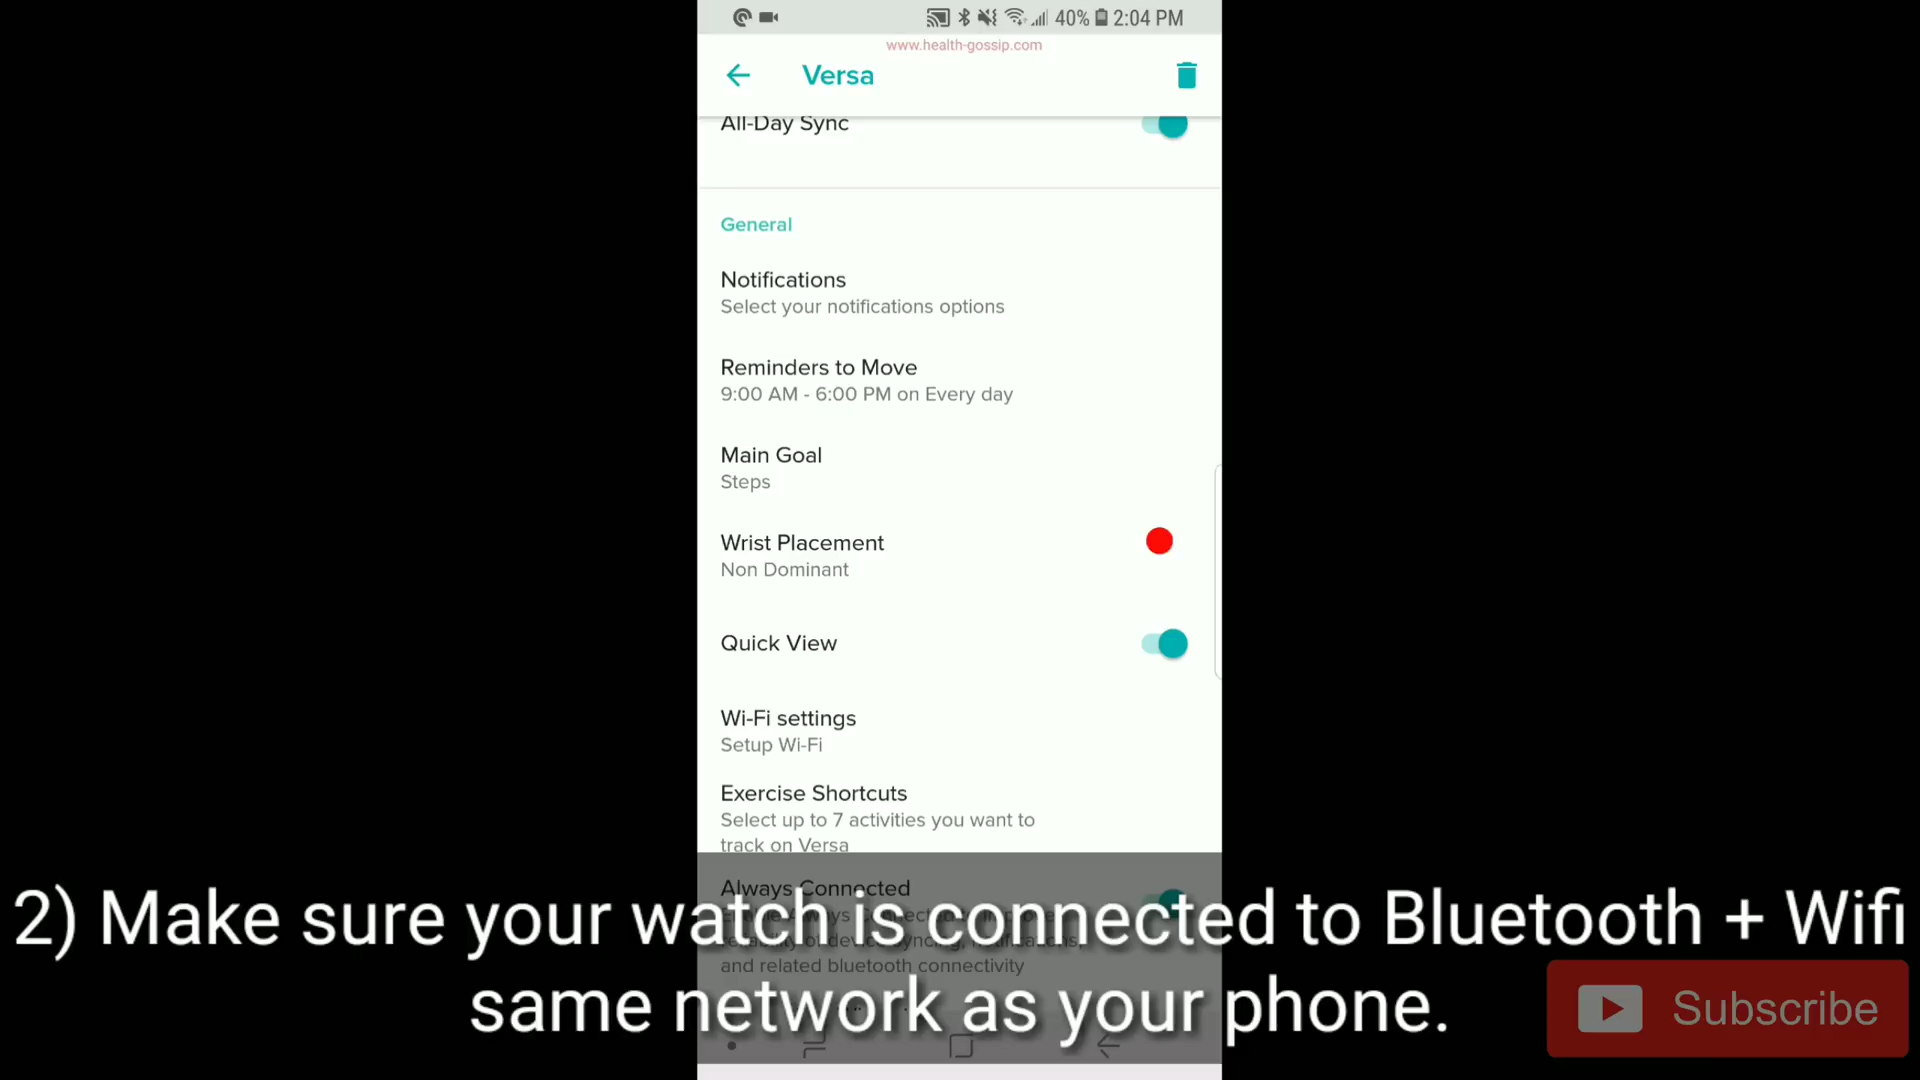 40% 2:04 PM
www.health-gossip.com
Versa
All-Day Sync
General
Notifications
Select your notifications options
Reminders to Move
9:00 AM - 6:00 PM on Every day
Main Goal
Steps
Wrist Placement
Non Dominant
Quick View
Wi-Fi settings
Setup Wi-Fi
Exercise Shortcuts
Select up to 7 activities you want to
track on Versa
Always Connected
and related bluetooth connectivity
2) Make sure your watch is connected to Bluetooth + Wifi
same network as your phone.
Subscribe